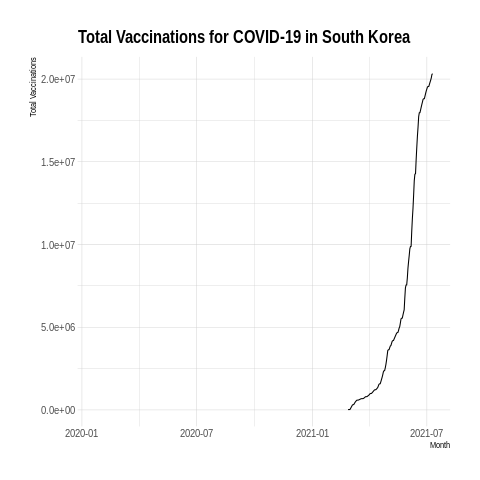 Total Vaccinations for COVID-19 in South Korea
Total Vaccinations
2.0e+07
1.5e+07
1.0e+07
5.0e+06
0.0e+00
2020-01
2020-07
2021-01
2021-07
Month